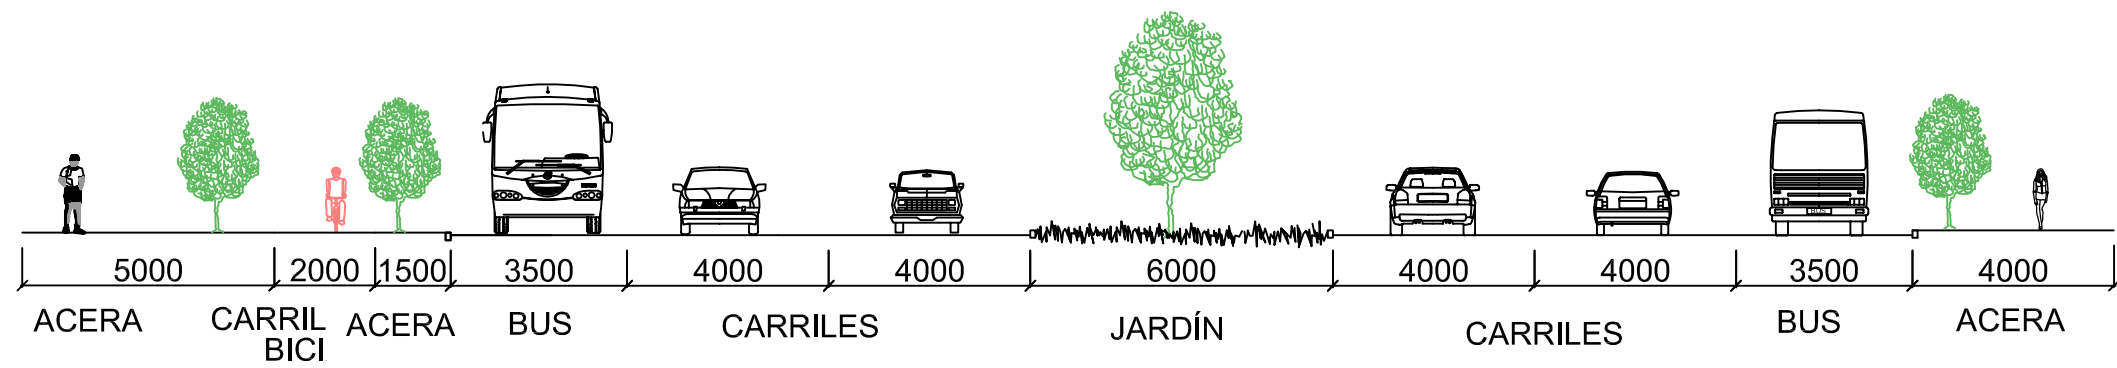 BUS
5000 2000 1500 3500 4000 4000 6000 4000 4000 3500 4000
ACERA CARRIL ACERA BUS CARRILES JARDÍN CARRILES BUS ACERA
BICI